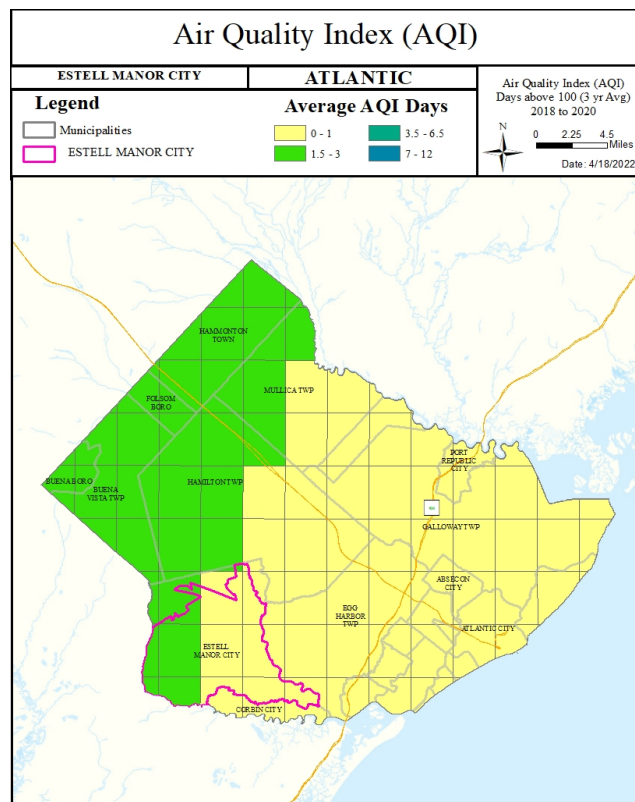 Air Quality Index (AQI)
ESTELL MANOR CITY
ATLANTIC
Legend
Municipalities
ESTELL MANOR CITY
Average AQI Days
0 - 1
1.5 - 3
3.5 - 6.5
7 - 12
Air Quality Index (AQI)
Days above 100 (3 yr Avg)
2018 to 2020
N
0 2.25 4.5
Miles
Date: 4/18/2022
HAMMONTON
TOWN
MULLICA TWP
FOLSOM
BORO
PORT
REPUBLIC
CITY
BUENA BORO
BUENA
VISTA TWP
HAMILTON TWP
GALLOWAY TWP
ABSECON
CITY
EGG
HARBOR
TWP
ATLANTIC CITY
ESTELL
MANOR CITY
CORBIN CITY